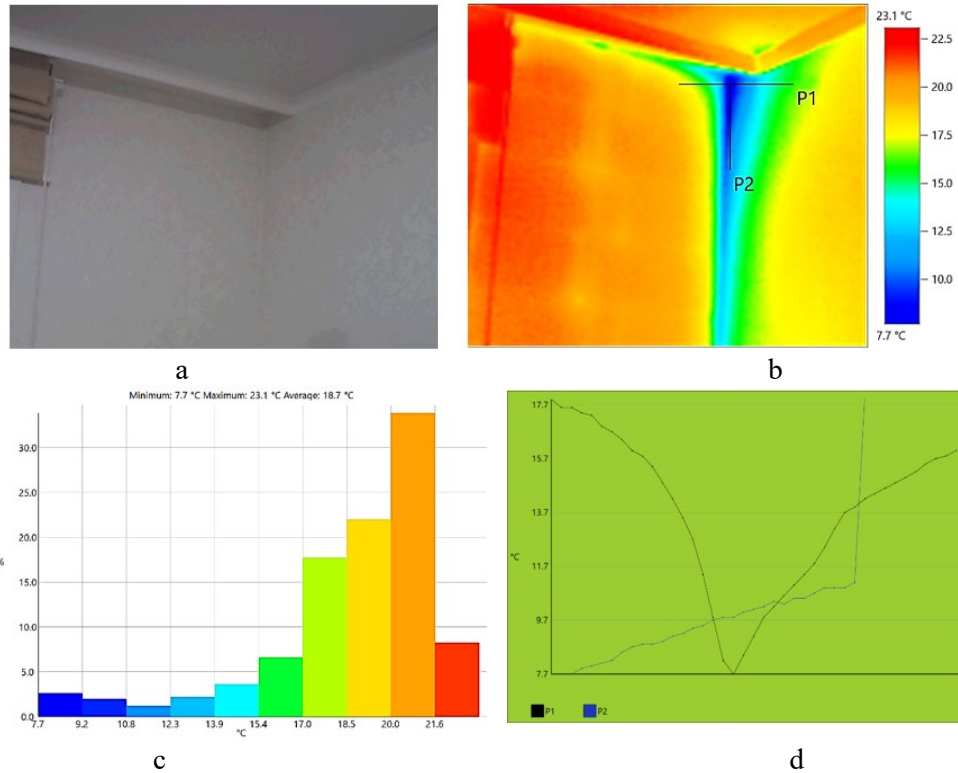 23.1 °C
22.5
20.0
17.5
15.0
12.5
10.0
7.7 °C
P1
P2
a
b
Minimum: 7.7 °C Maximum: 23.1 °C Average: 18.7 °C
30.0
25.0
20.0
15.0
10.0
5.0
0.0
%
7.7 9.2 10.8 12.3 13.9 15.4 17.0 18.5 20.0 21.6
°C
17.7
15.7
13.7
11.7
9.7
7.7
°C
P1 P2
c
d